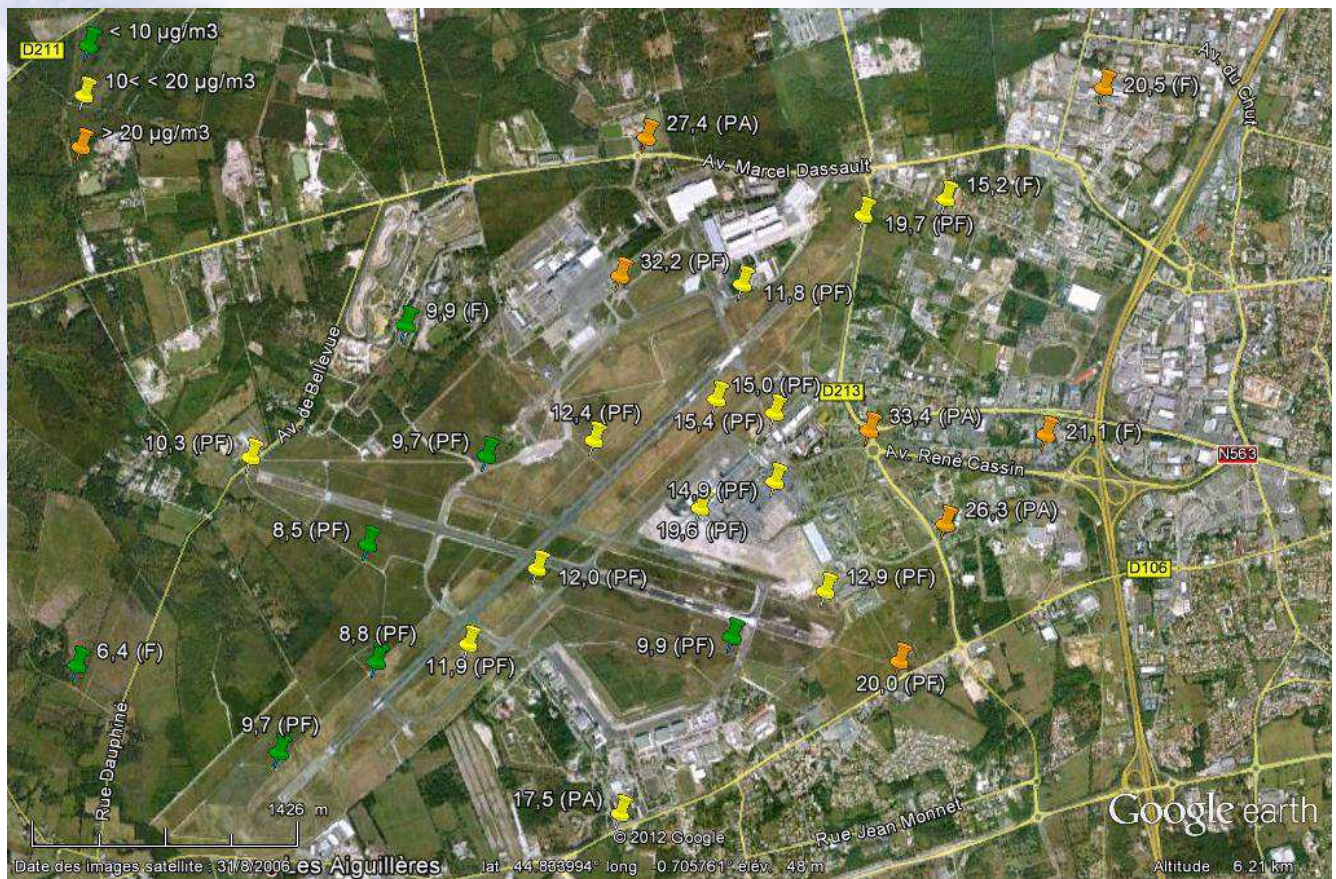 D211
< 10 µg/m3
10< < 20 µg/m3
> 20 µg/m3
Av. du Chut
20,5 (F)
27,4 (PA)
Av. Marcel Dassault
15,2 (F)
19,7 (PF)
32,2 (PF)
11,8 (PF)
9,9 (F)
Av. de Bellevue
15,0 (PF)
D213
15,4 (PF)
33,4 (PA)
12,4 (PF)
21,1 (F)
10,3 (PF)
9,7 (PF)
Av. René Cassin
N563
14,9 (PF)
19,6 (PF)
26,3 (PA)
8,5 (PF)
D106
12,0 (PF)
12,9 (PF)
8,8 (PF)
9,9 (PF)
6,4 (F)
11,9 (PF)
20,0 (PF)
Rue Dauphine
9,7 (PF)
1426 m
17,5 (PA)
Rue Jean Monnet
Google earth
© 2012 Google
Date des images satellite : 31/8/2006
Les Aiguillères
lat 44.833994° long -0.705761° élév. 48 m
Altitude 6.21 km